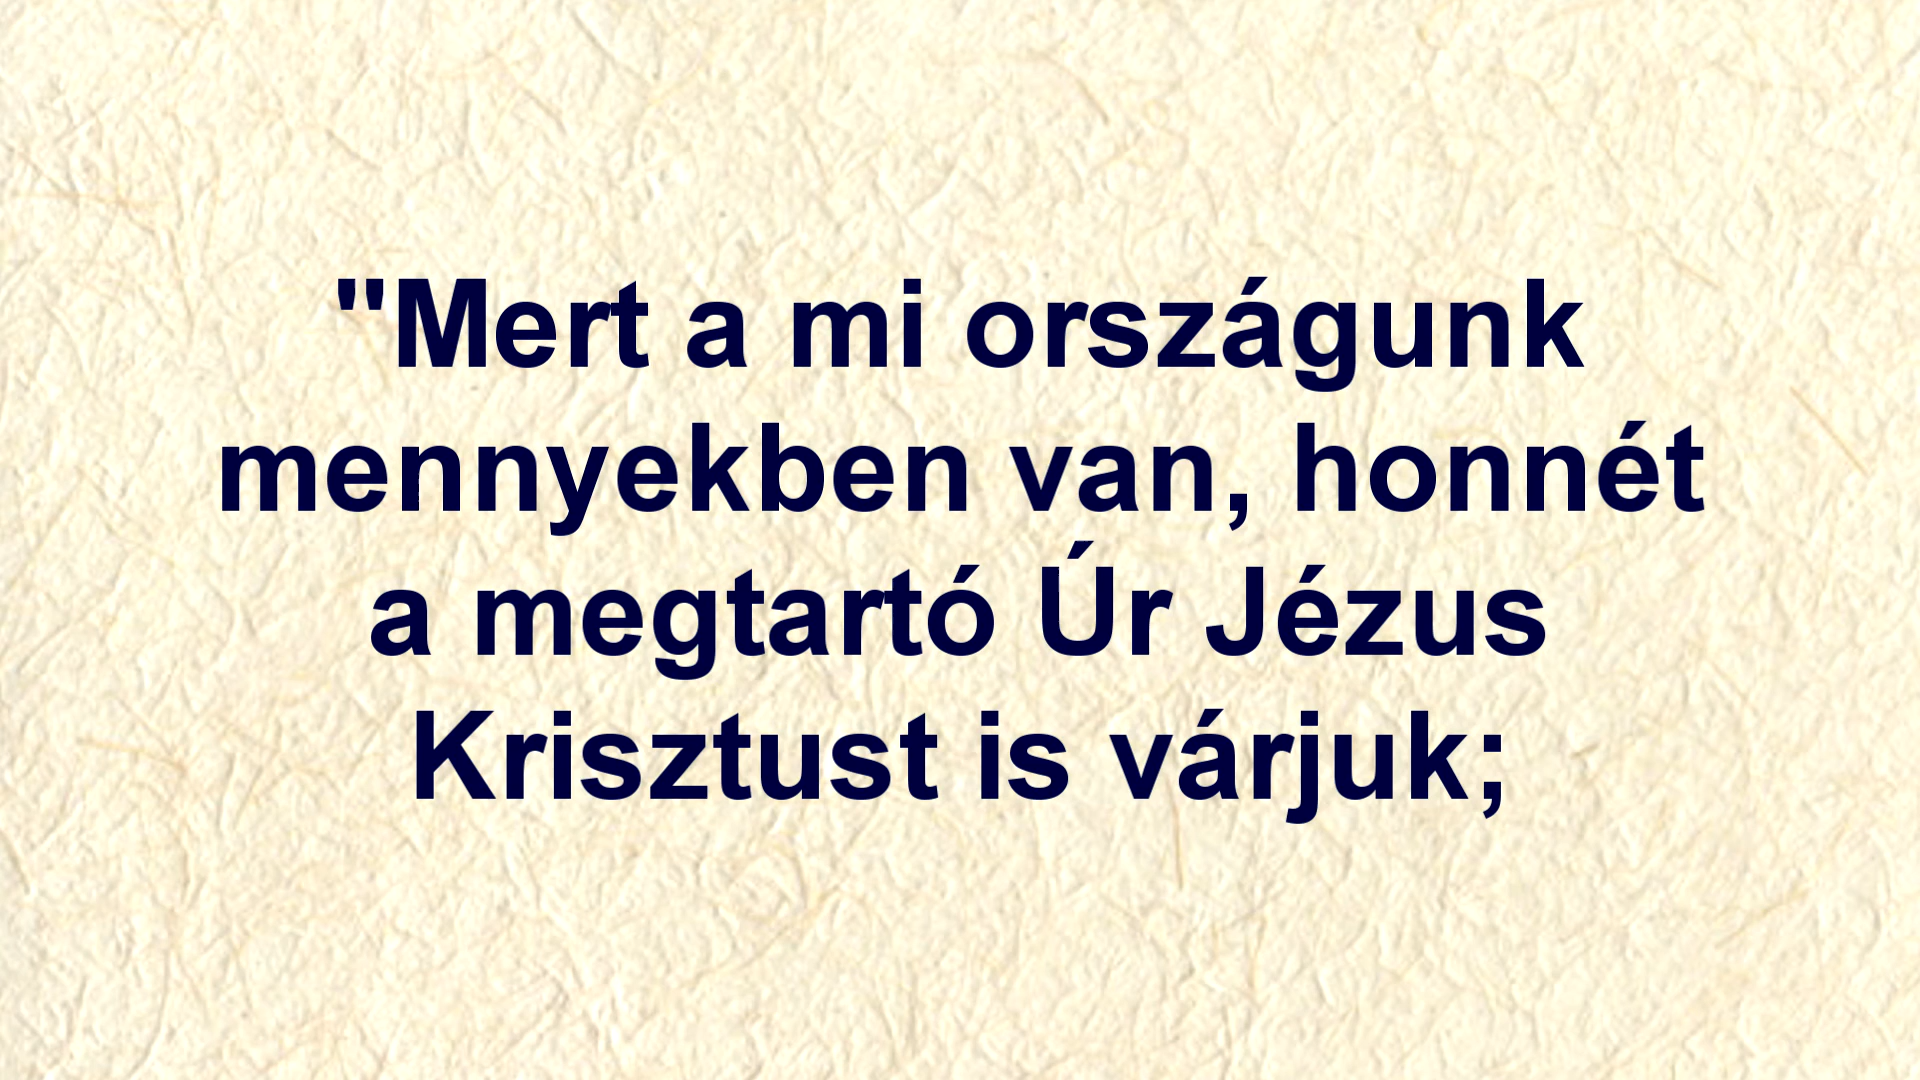 "Mert a mi országunk
mennyekben van, honnét
a megtartó Úr Jézus
Krisztust is várjuk;